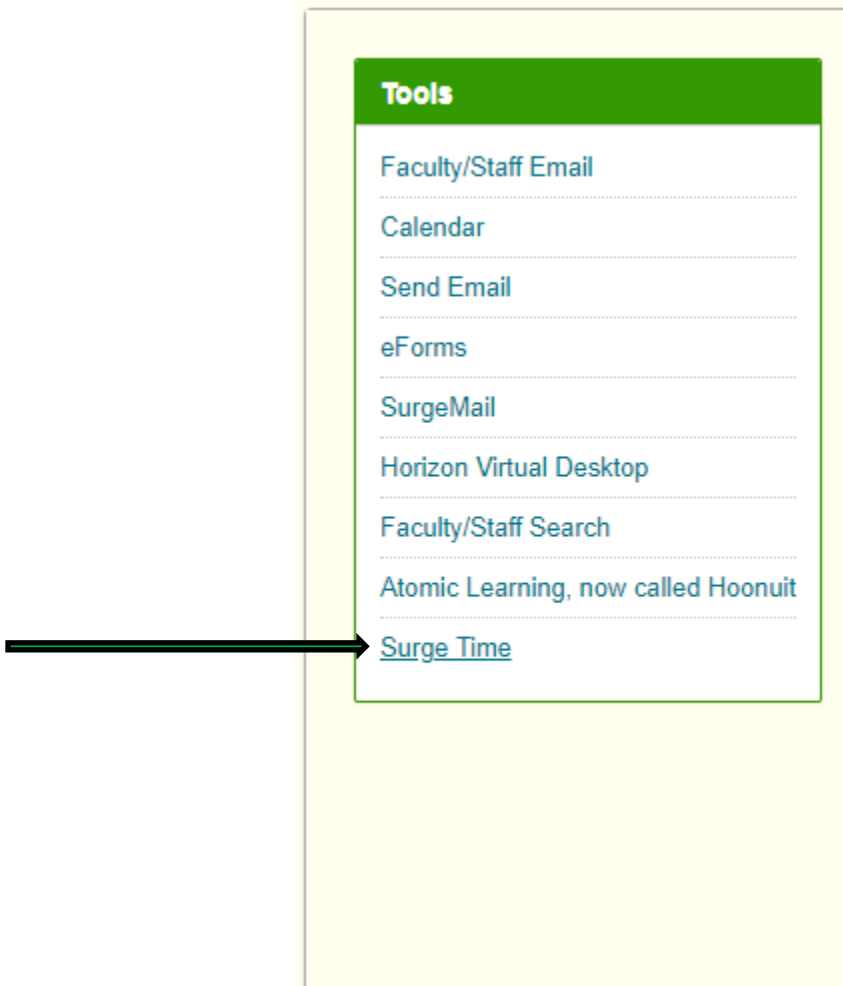 Tools
Faculty/Staff Email
Calendar
Send Email
eForms
SurgeMail
Horizon Virtual Desktop
Faculty/Staff Search
Atomic Learning, now called Hoonuit
Surge Time